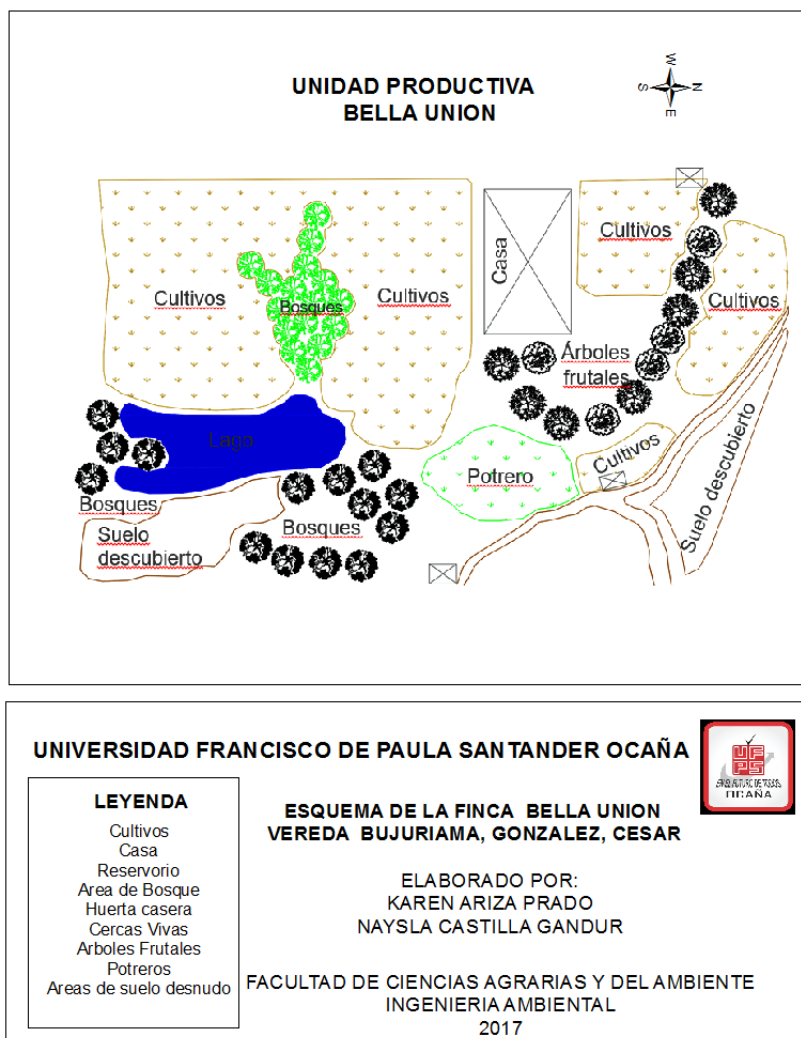 UNIDAD PRODUCTIVA
BELLA UNION
W
S
N
E
Cultivos
Bosques
Cultivos
Casa
Cultivos
Cultivos
Árboles
frutales
Lago
Potrero
Cultivos
Suelo descubierto
Bosques
Suelo
descubierto
Bosques
UNIVERSIDAD FRANCISCO DE PAULA SANTANDER OCAÑA
UFPS
OCAÑA
LEYENDA
Cultivos
Casa
Reservorio
Area de Bosque
Huerta casera
Cercas Vivas
Arboles Frutales
Potreros
Areas de suelo desnudo
ESQUEMA DE LA FINCA BELLA UNION
VEREDA BUJURIAMA, GONZALEZ, CESAR
ELABORADO POR:
KAREN ARIZA PRADO
NAYSLA CASTILLA GANDUR
FACULTAD DE CIENCIAS AGRARIAS Y DEL AMBIENTE
INGENIERIA AMBIENTAL
2017